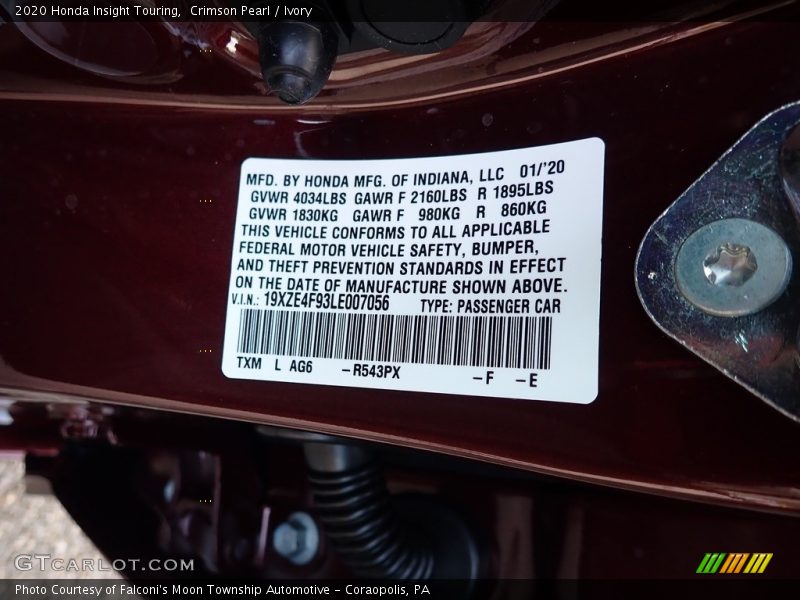 2020 Honda Insight Touring,  Crimson Pearl / Ivory
MFD. BY HONDA MFG. OF INDIANA, LLC 01/'20
GVWR 4034LBS GAWR F 2160LBS R 1895LBS
GVWR 1830KG GAWR F 980KG R 860KG
THIS VEHICLE CONFORMS TO ALL APPLICABLE
FEDERAL MOTOR VEHICLE SAFETY, BUMPER,
AND THEFT PREVENTION STANDARDS IN EFFECT
ON THE DATE OF MANUFACTURE SHOWN ABOVE.
V.I.N.: 19XZE4F93LE007056 TYPE: PASSENGER CAR
TXM L AG6 -R543PX -F -E
GTCARLOT.COM
Photo Courtesy of Falconi's Moon Township Automotive - Coraopolis, PA